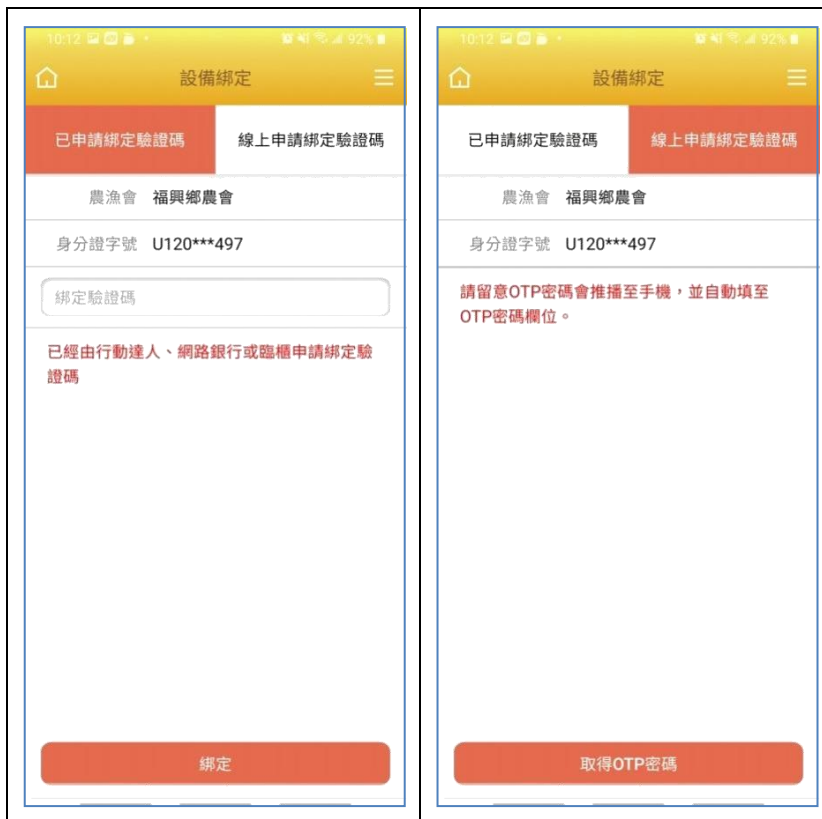 10:12
92%
設備綁定
已申請綁定驗證碼
線上申請綁定驗證碼
農漁會 福興鄉農會
身分證字號 U120***497
綁定驗證碼
已經由行動達人、網路銀行或臨櫃申請綁定驗
證碼
綁定
10:12
92%
設備綁定
已申請綁定驗證碼
線上申請綁定驗證碼
農漁會 福興鄉農會
身分證字號 U120***497
請留意OTP密碼會推播至手機，並自動填至
OTP密碼欄位。
取得OTP密碼